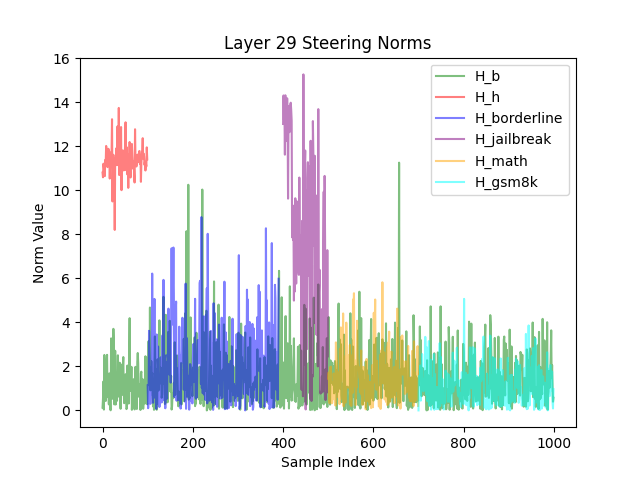 Layer 29 Steering Norms
Norm Value
16
14
12
10
8
6
4
2
0
0
200
400
600
800
1000
Sample Index
H_b
H_h
H_borderline
H_jailbreak
H_math
H_gsm8k